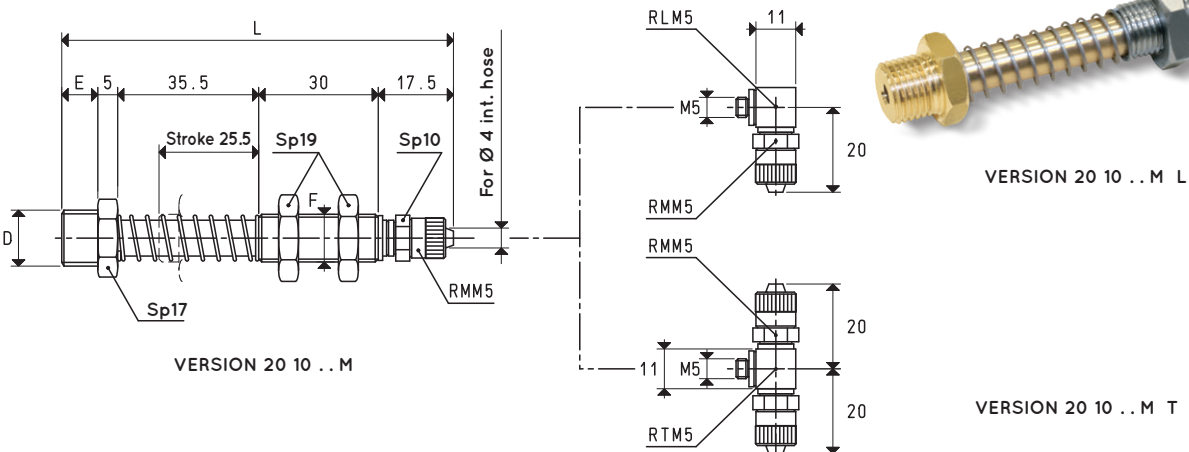 L
E
5
35.5
30
17.5
Stroke 25.5
Sp19
Sp10
For Ø 4 int. hose
D
F
Sp17
RMM5
VERSION 20 10 . . M
RLM5
11
M5
20
RMM5
VERSION 20 10 . . M L
RMM5
20
11
M5
20
RTM5
VERSION 20 10 . . M T